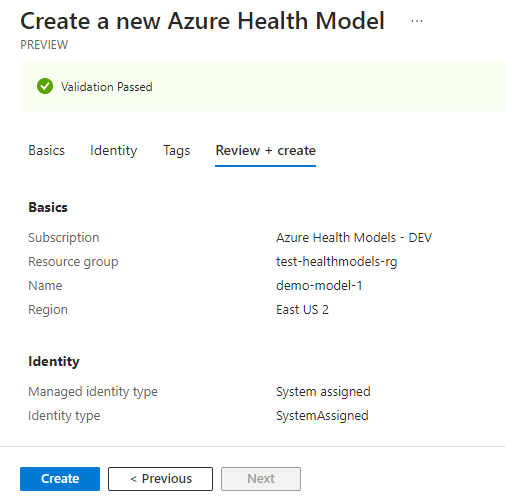 Create a new Azure Health Model ...
PREVIEW
Validation Passed
Basics Identity Tags Review + create
Basics
Subscription Azure Health Models - DEV
Resource group test-healthmodels-rg
Name demo-model-1
Region East US 2
Identity
Managed identity type System assigned
Identity type SystemAssigned
Create < Previous Next